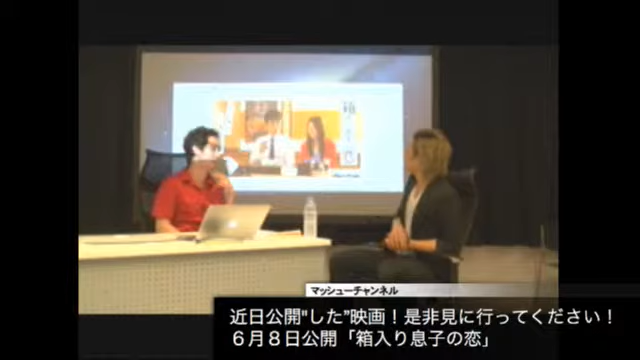 マッシューチャンネル
近日公開"した"映画！是非見に行ってください！
６月８日公開「箱入り息子の恋」